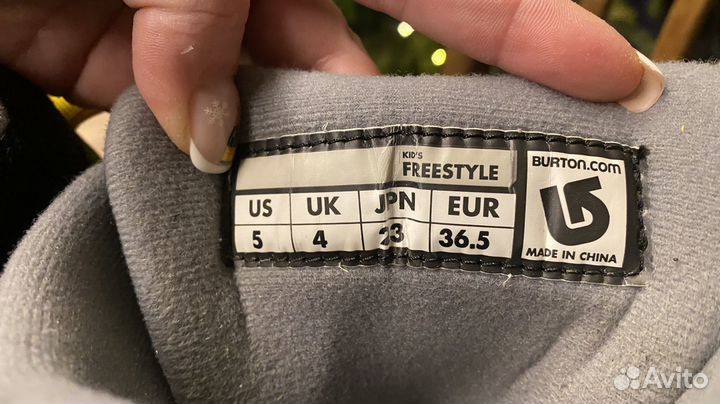 KID'S
FREESTYLE
US UK JPN EUR
5 4 23 36.5
BURTON.com
MADE IN CHINA
Avito